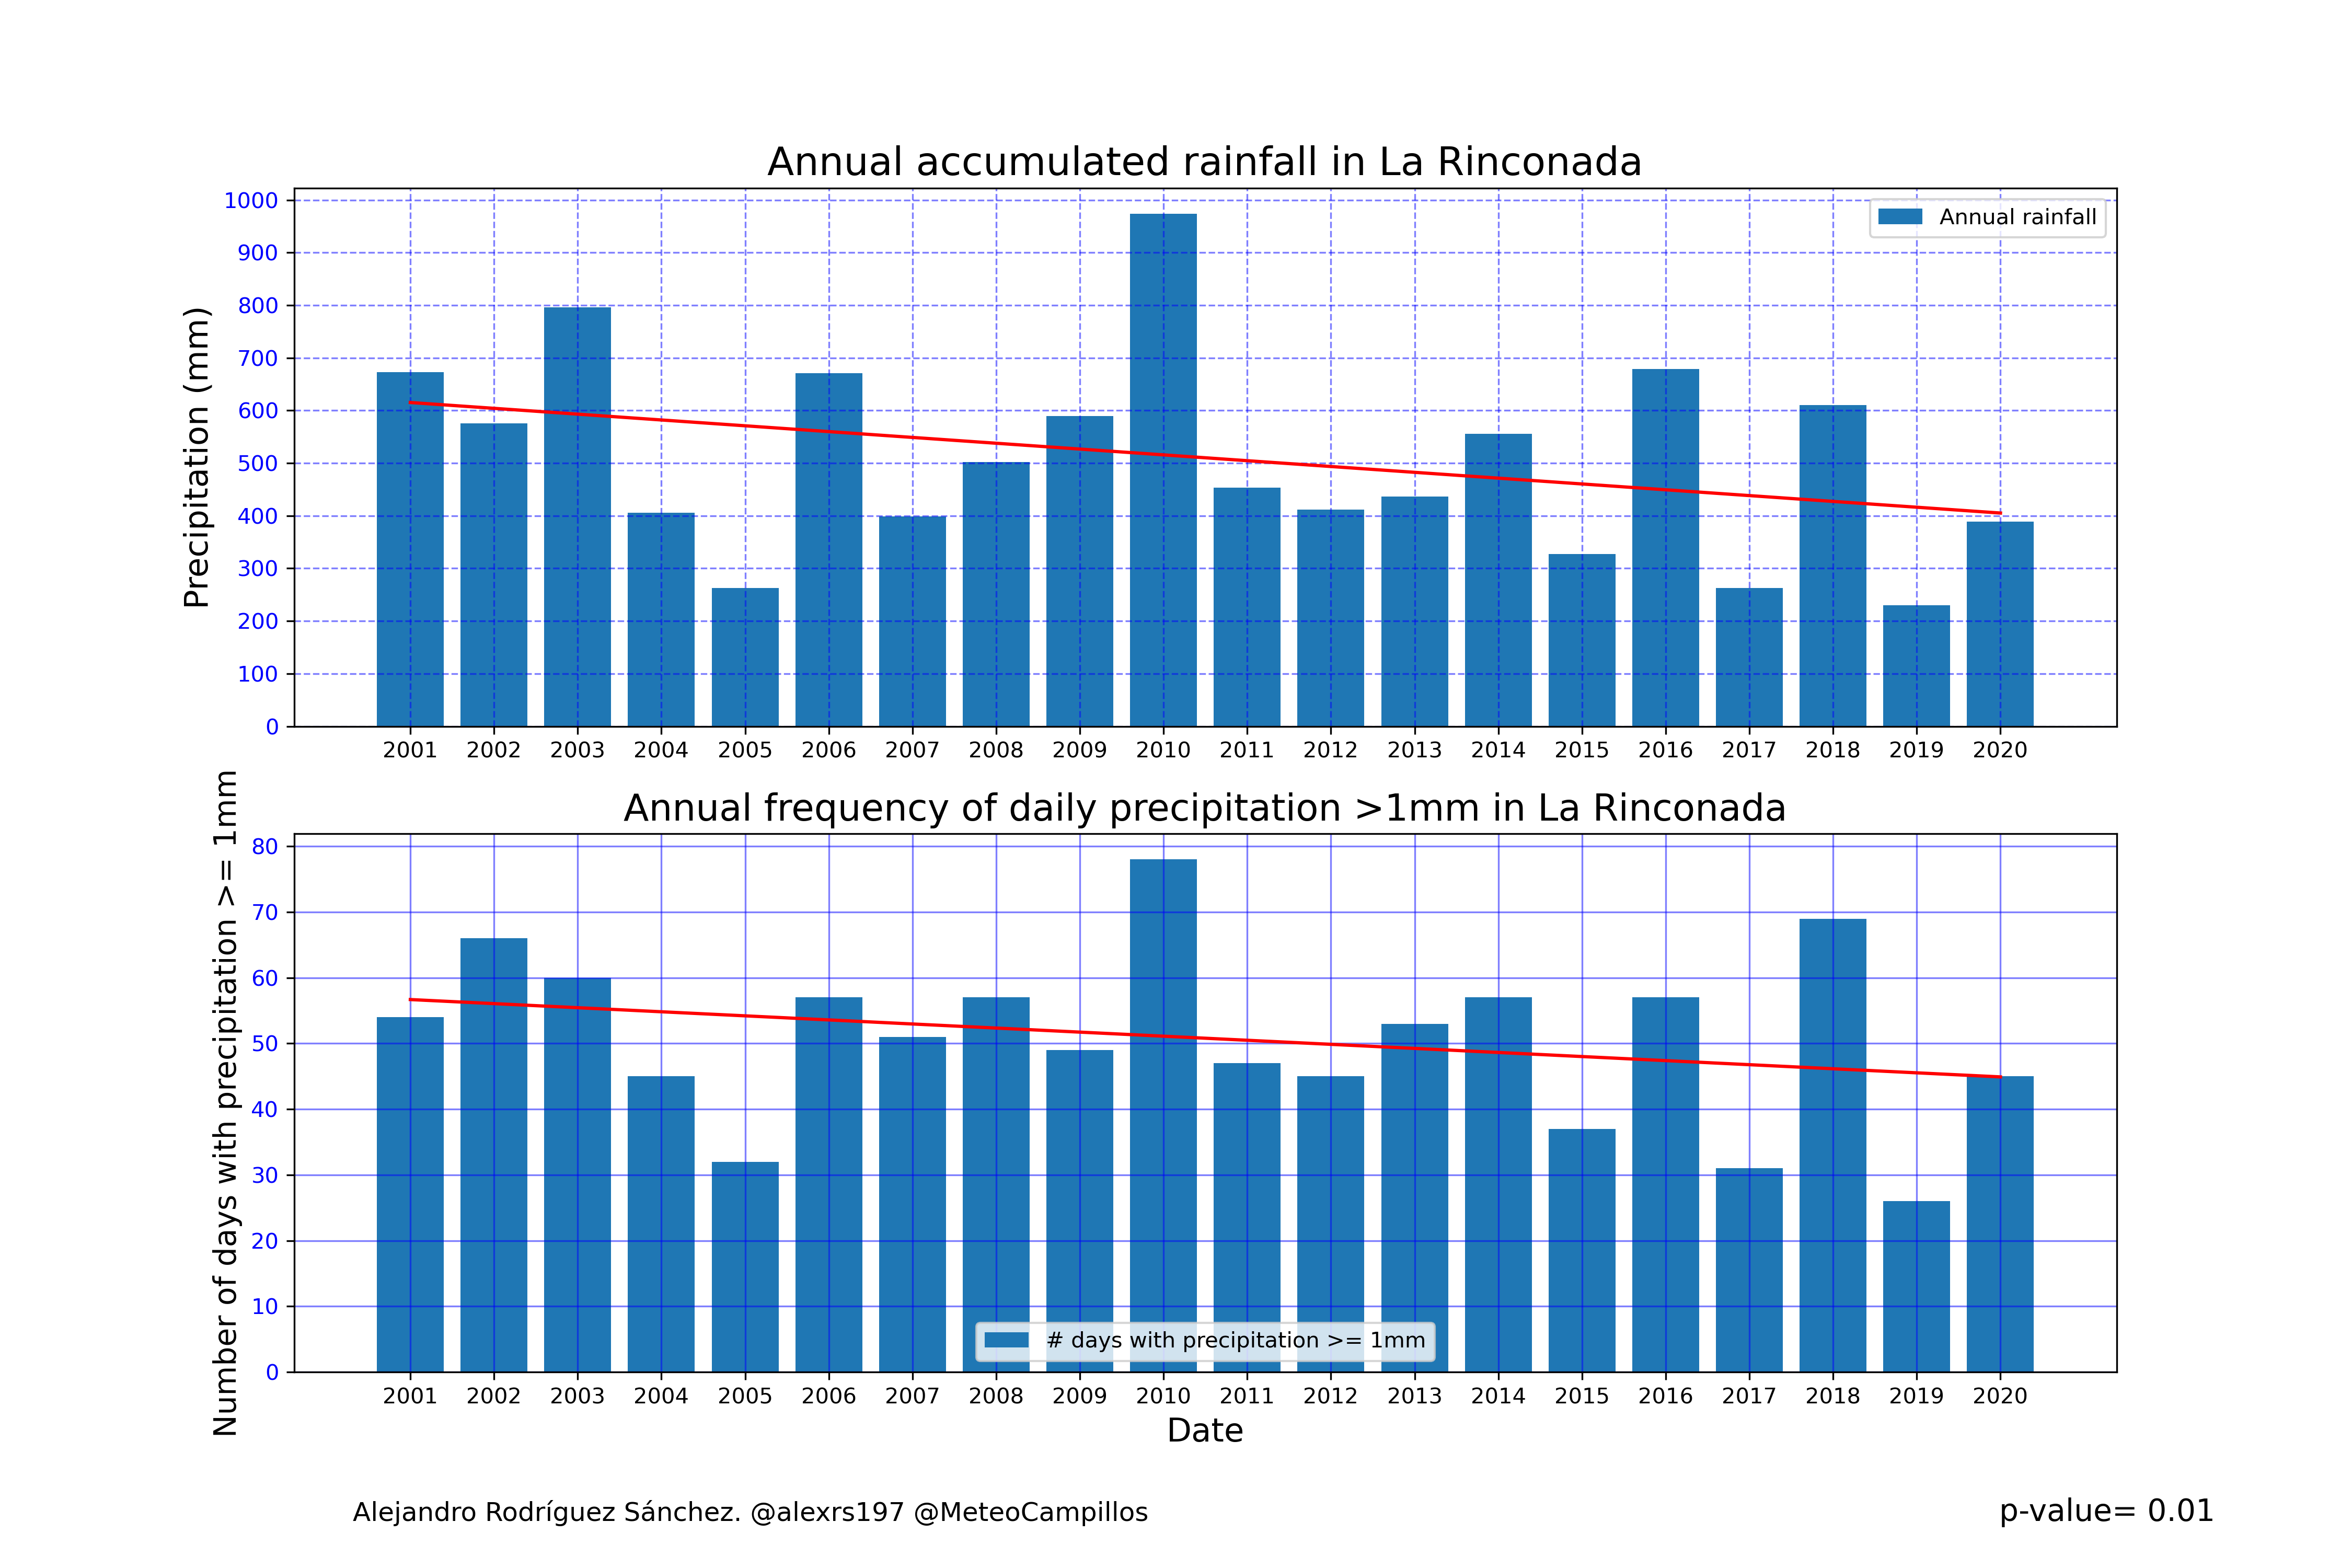 Annual accumulated rainfall in La Rinconada
Precipitation (mm)
1000
900
800
700
600
500
400
300
200
100
0
Annual rainfall
2001 2002 2003 2004 2005 2006 2007 2008 2009 2010 2011 2012 2013 2014 2015 2016 2017 2018 2019 2020
Annual frequency of daily precipitation >1mm in La Rinconada
Number of days with precipitation >= 1mm
80
70
60
50
40
30
20
10
0
# days with precipitation >= 1mm
2001 2002 2003 2004 2005 2006 2007 2008 2009 2010 2011 2012 2013 2014 2015 2016 2017 2018 2019 2020
Date
Alejandro Rodríguez Sánchez. @alexrs197 @MeteoCampillos
p-value= 0.01